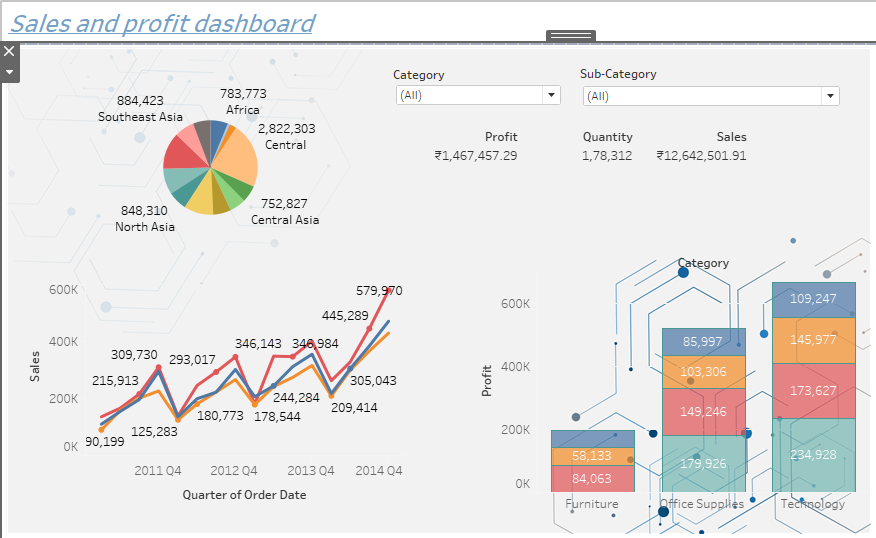 Sales and profit dashboard
Category
(All)
Sub-Category
(All)
Profit
₹1,467,457.29
Quantity
1,78,312
Sales
₹12,642,501.91
884,423
Southeast Asia
783,773
Africa
2,822,303
Central
752,827
Central Asia
848,310
North Asia
Sales
600K
400K
200K
0K
579,970
445,289
346,143
346,984
309,730
293,017
215,913
305,043
244,284
209,414
180,773
178,544
125,283
90,199
2011 Q4
2012 Q4
2013 Q4
2014 Q4
Quarter of Order Date
Category
Profit
600K
400K
200K
0K
58,133
84,063
85,997
103,306
149,246
179,926
109,247
145,977
173,627
234,928
Furniture
Office Supplies
Technology